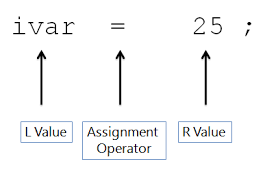 ivar = 25 ;
L Value
Assignment
Operator
R Value